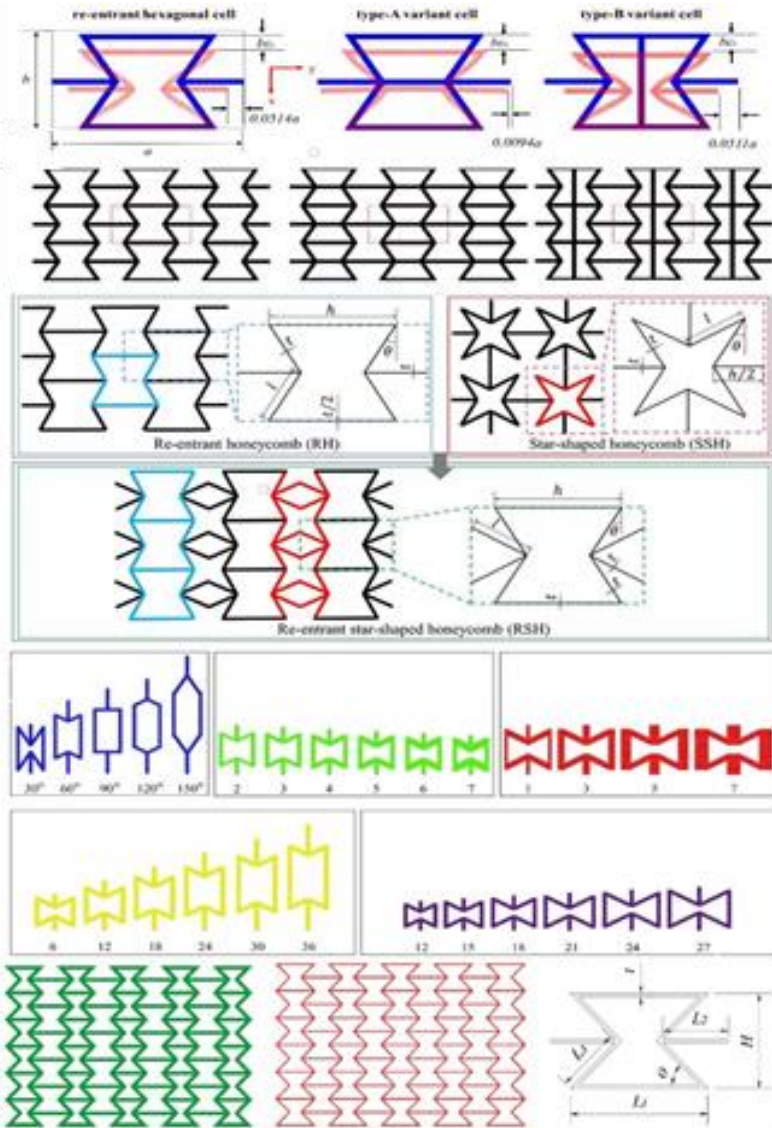 re-entrant hexagonal cell type-A variant cell type-B variant cell
h
y
x
0.0514a
0.0094a
0.0511a
a
h
θ
t
l
t/2
Re-entrant honeycomb (RH)
l
θ
t
h/2
Star-shaped honeycomb (SSH)
h
l
θ
t
Re-entrant star-shaped honeycomb (RSH)
30° 60° 90° 120° 150°
2 3 4 5 6 7
1 3 5 7
6 12 18 24 30 36
12 15 18 21 24 27
t
L2
H
L3
θ
L1